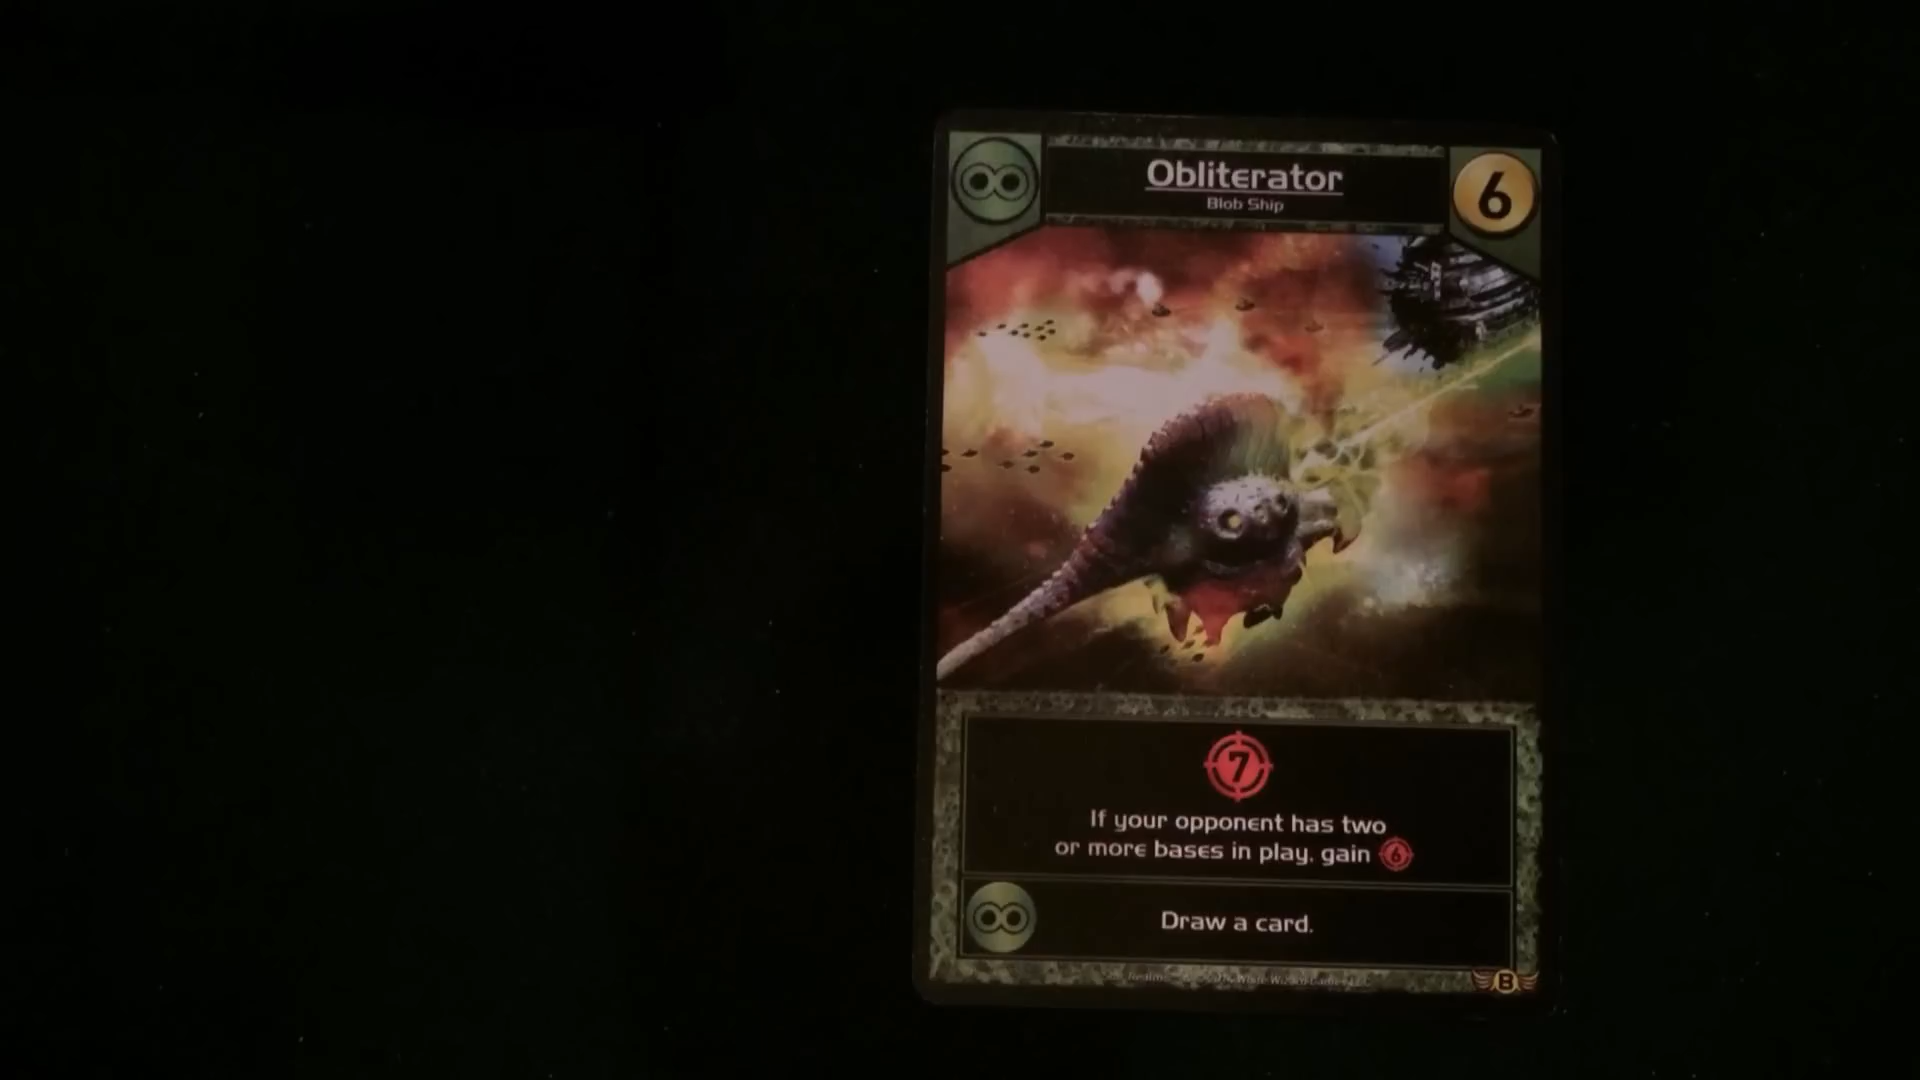 Obliterator
6
Blob Ship
7
If your opponent has two
or more bases in play, gain 6
Draw a card.
B